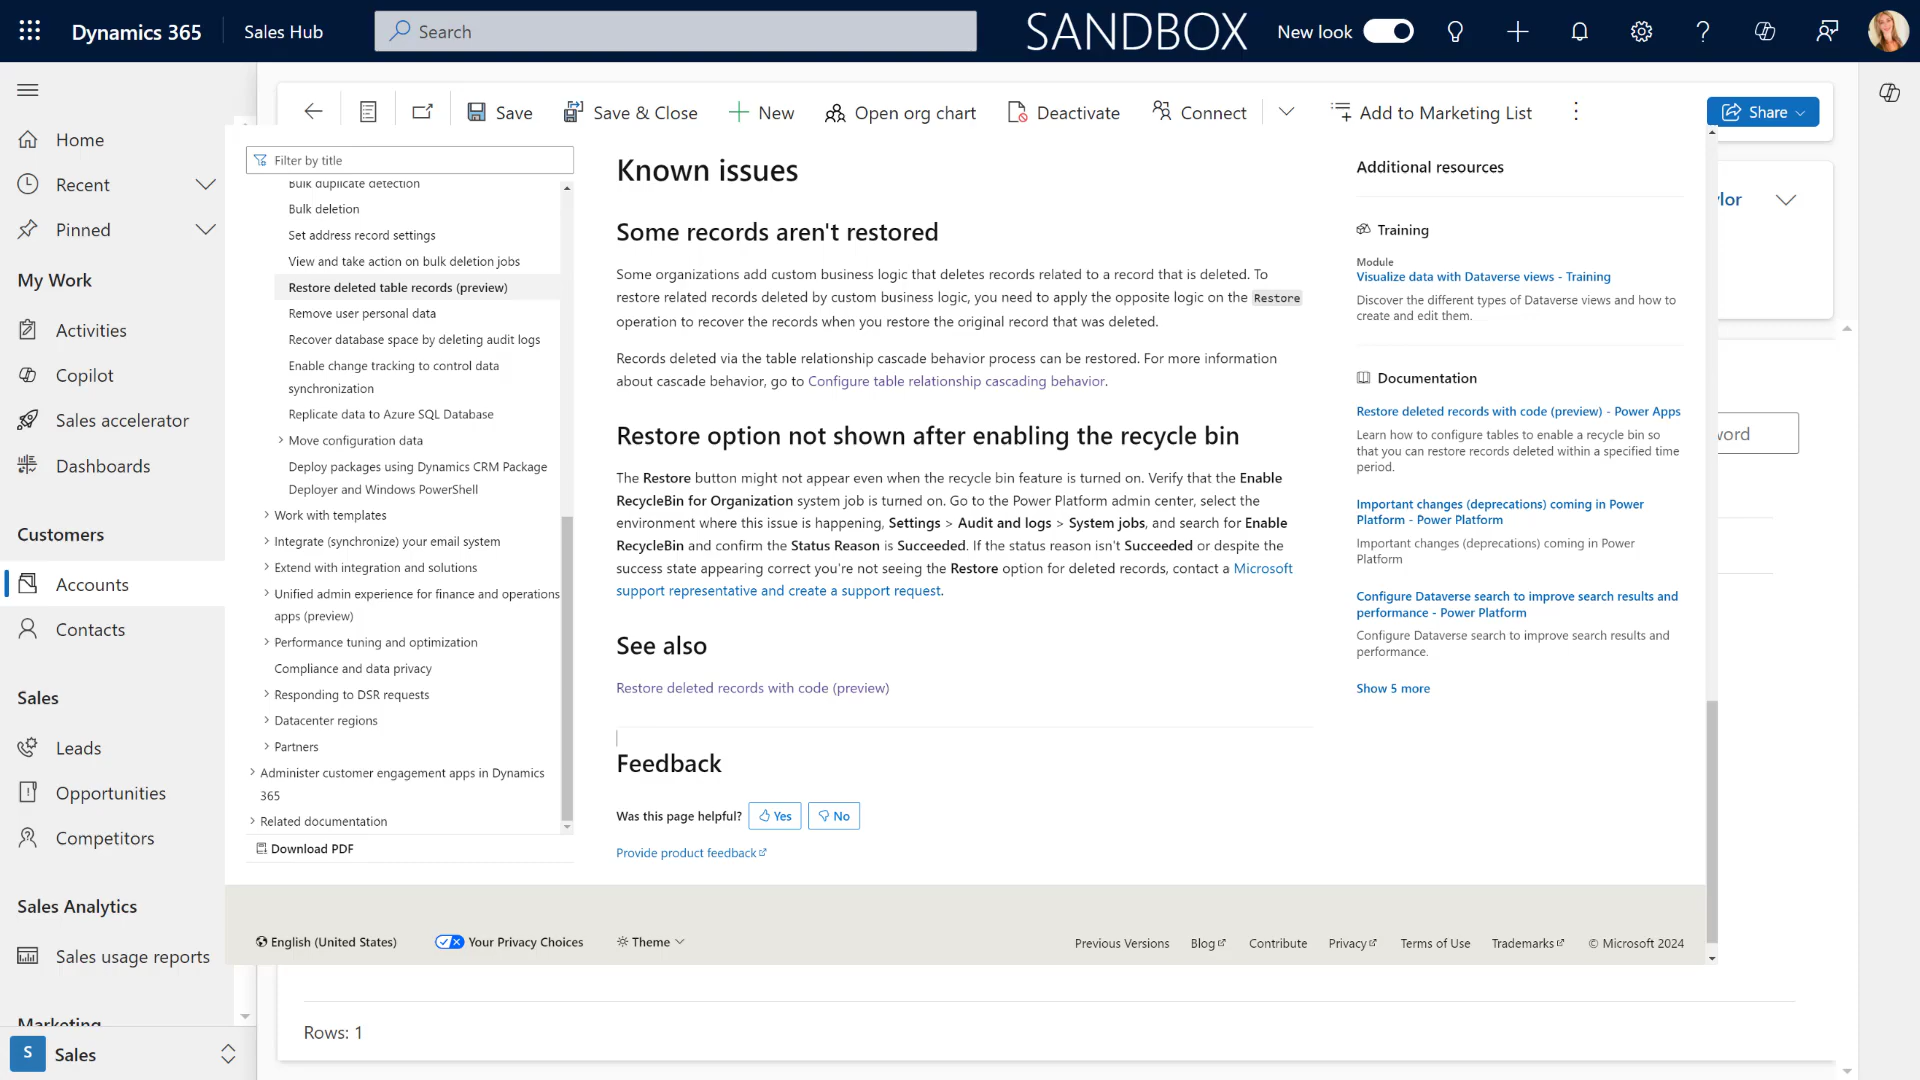 Dynamics 365
Sales Hub
Search
SANDBOX
New look
Save
Save & Close
New
Open org chart
Deactivate
Connect
Add to Marketing List
Share
Home
Recent
Pinned
My Work
Activities
Copilot
Sales accelerator
Dashboards
Customers
Accounts
Contacts
Sales
Leads
Opportunities
Competitors
Sales Analytics
Sales usage reports
Marketing
S
Sales
Filter by title
Bulk duplicate detection
Bulk deletion
Set address record settings
View and take action on bulk deletion jobs
Restore deleted table records (preview)
Remove user personal data
Recover database space by deleting audit logs
Enable change tracking to control data
synchronization
Replicate data to Azure SQL Database
Move configuration data
Deploy packages using Dynamics CRM Package
Deployer and Windows PowerShell
Work with templates
Integrate (synchronize) your email system
Extend with integration and solutions
Unified admin experience for finance and operations
apps (preview)
Performance tuning and optimization
Compliance and data privacy
Responding to DSR requests
Datacenter regions
Partners
Administer customer engagement apps in Dynamics
365
Related documentation
Download PDF
Known issues
Some records aren't restored
Some organizations add custom business logic that deletes records related to a record that is deleted. To
restore related records deleted by custom business logic, you need to apply the opposite logic on the Restore
operation to recover the records when you restore the original record that was deleted.
Records deleted via the table relationship cascade behavior process can be restored. For more information
about cascade behavior, go to Configure table relationship cascading behavior.
Restore option not shown after enabling the recycle bin
The Restore button might not appear even when the recycle bin feature is turned on. Verify that the Enable
RecycleBin for Organization system job is turned on. Go to the Power Platform admin center, select the
environment where this issue is happening, Settings > Audit and logs > System jobs, and search for Enable
RecycleBin and confirm the Status Reason is Succeeded. If the status reason isn't Succeeded or despite the
success state appearing correct you're not seeing the Restore option for deleted records, contact a Microsoft
support representative and create a support request.
See also
Restore deleted records with code (preview)
Feedback
Was this page helpful?
Yes
No
Provide product feedback
Additional resources
Training
Module
Visualize data with Dataverse views - Training
Discover the different types of Dataverse views and how to
create and edit them.
Documentation
Restore deleted records with code (preview) - Power Apps
Learn how to configure tables to enable a recycle bin so
that you can restore records deleted within a specified time
period.
Important changes (deprecations) coming in Power
Platform - Power Platform
Important changes (deprecations) coming in Power
Platform
Configure Dataverse search to improve search results and
performance - Power Platform
Configure Dataverse search to improve search results and
performance.
Show 5 more
English (United States)
Your Privacy Choices
Theme
Previous Versions
Blog
Contribute
Privacy
Terms of Use
Trademarks
© Microsoft 2024
Rows: 1